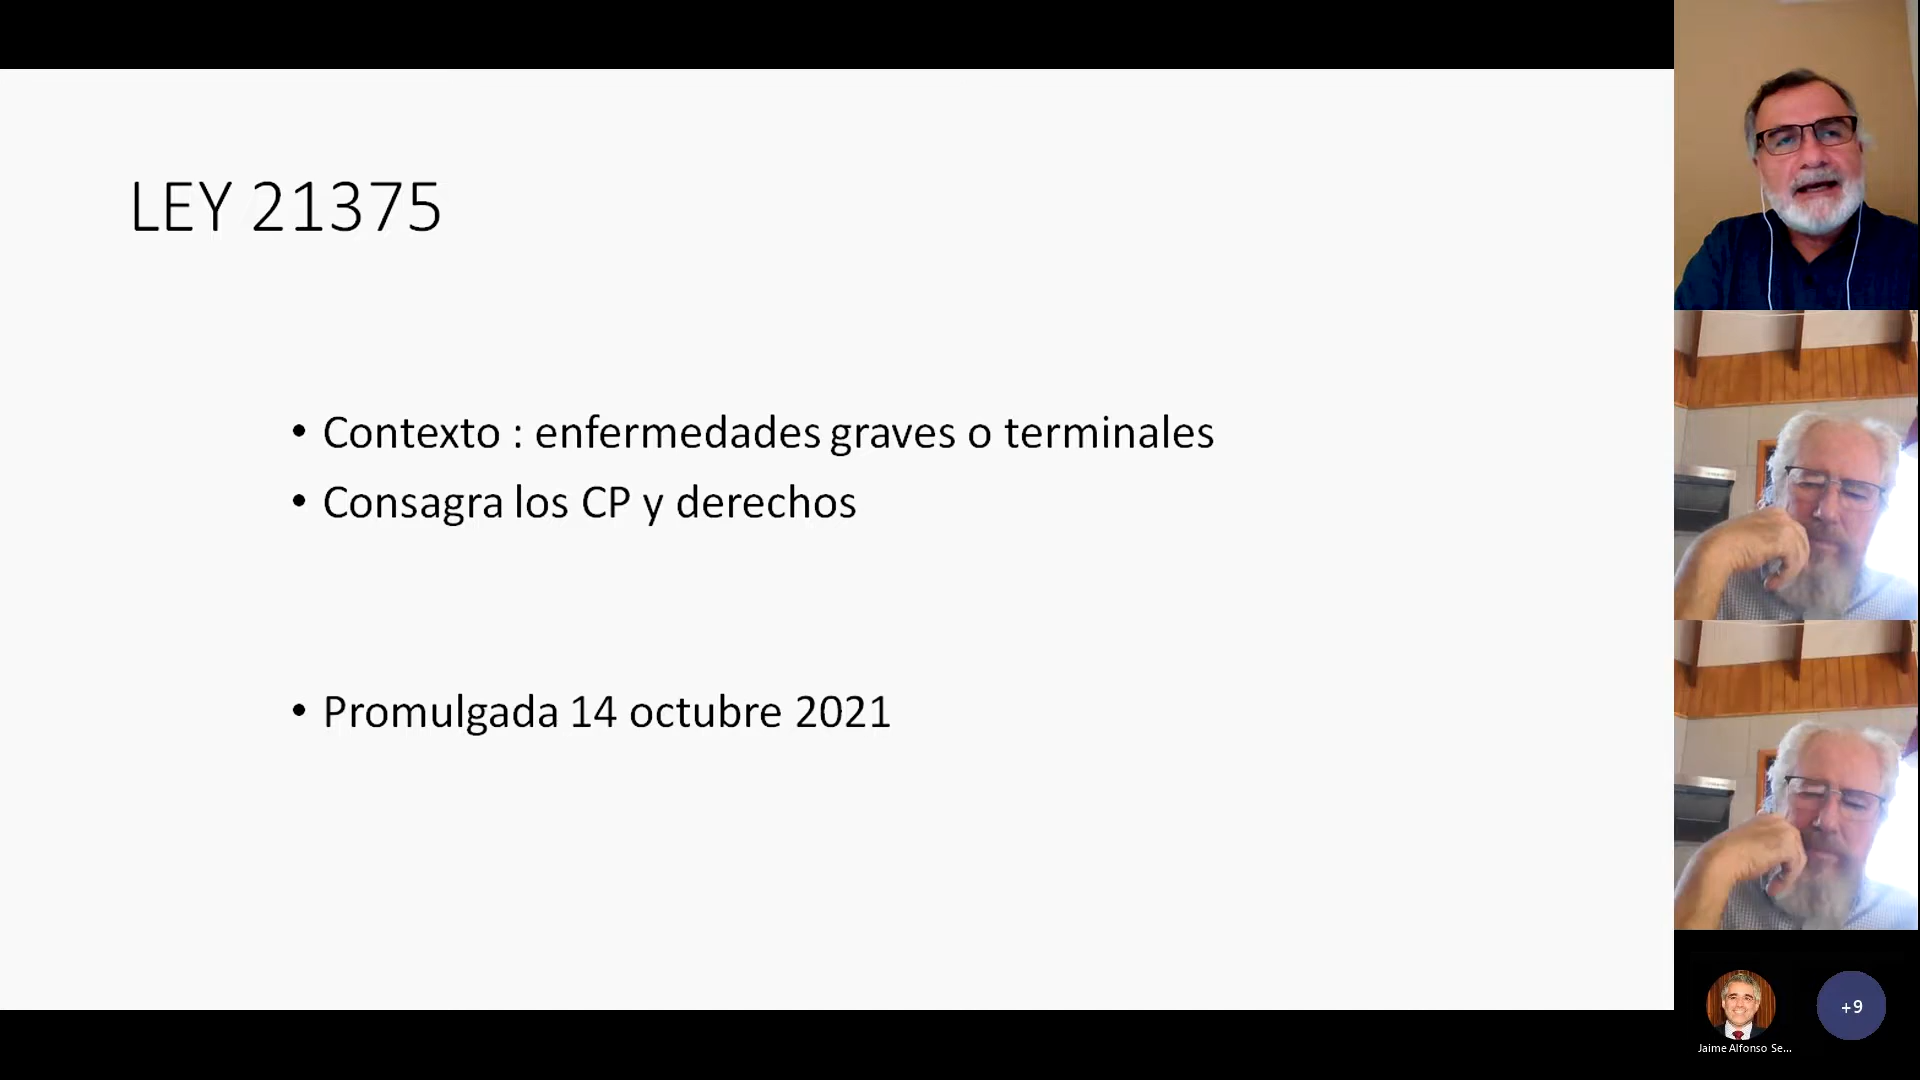 LEY 21375
• Contexto : enfermedades graves o terminales
• Consagra los CP y derechos
• Promulgada 14 octubre 2021
+9
Jaime Alfonso Se...